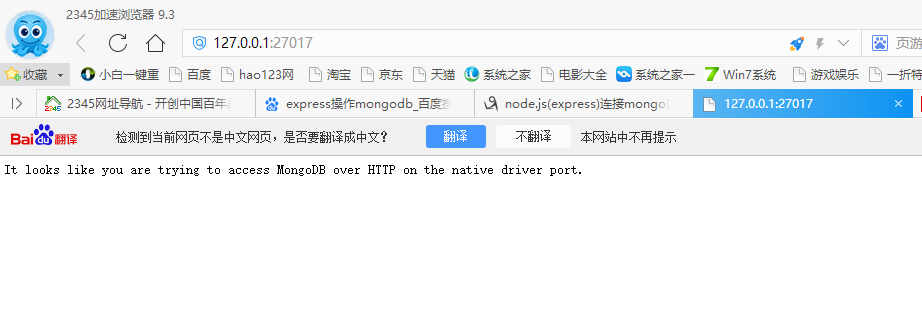 2345加速浏览器 9.3
127.0.0.1:27017
页游
收藏 小白一键重 百度 hao123网 淘宝 京东 天猫 系统之家 电影大全 系统之家一 Win7系统 游戏娱乐 一折特
2345网址导航 - 开创中国百年 express操作mongodb_百度 node.js(express)连接mongo 127.0.0.1:27017
Bai du 翻译 检测到当前网页不是中文网页，是否要翻译成中文? 翻译 不翻译 本网站中不再提示
It looks like you are trying to access MongoDB over HTTP on the native driver port.